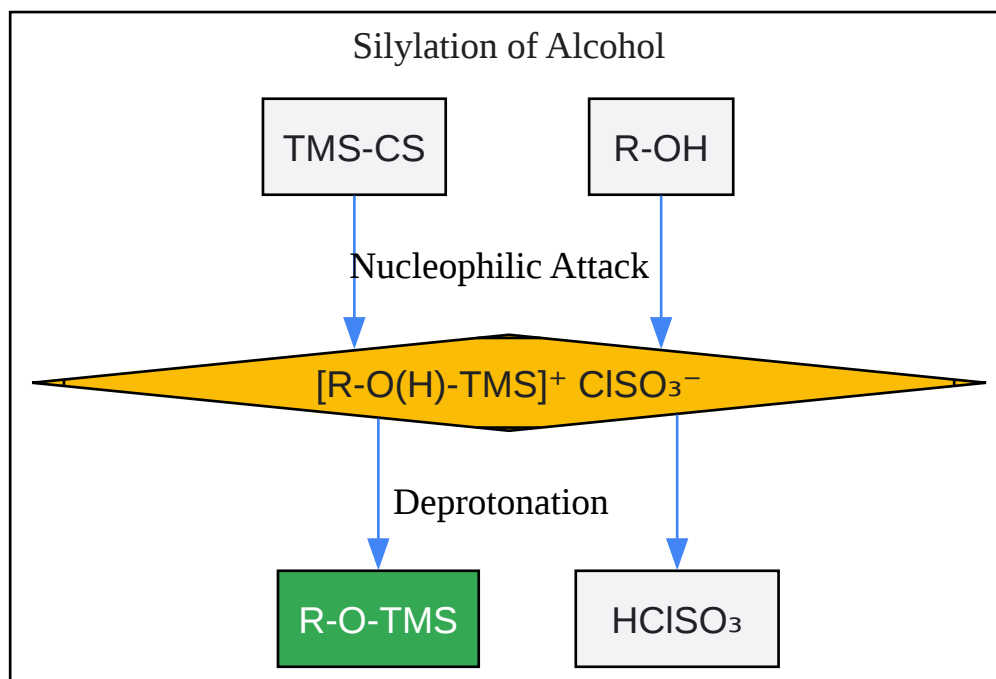 Silylation of Alcohol
TMS-CS
R-OH
Nucleophilic Attack
[R-O(H)-TMS]⁺ ClSO₃⁻
Deprotonation
R-O-TMS
HClSO₃